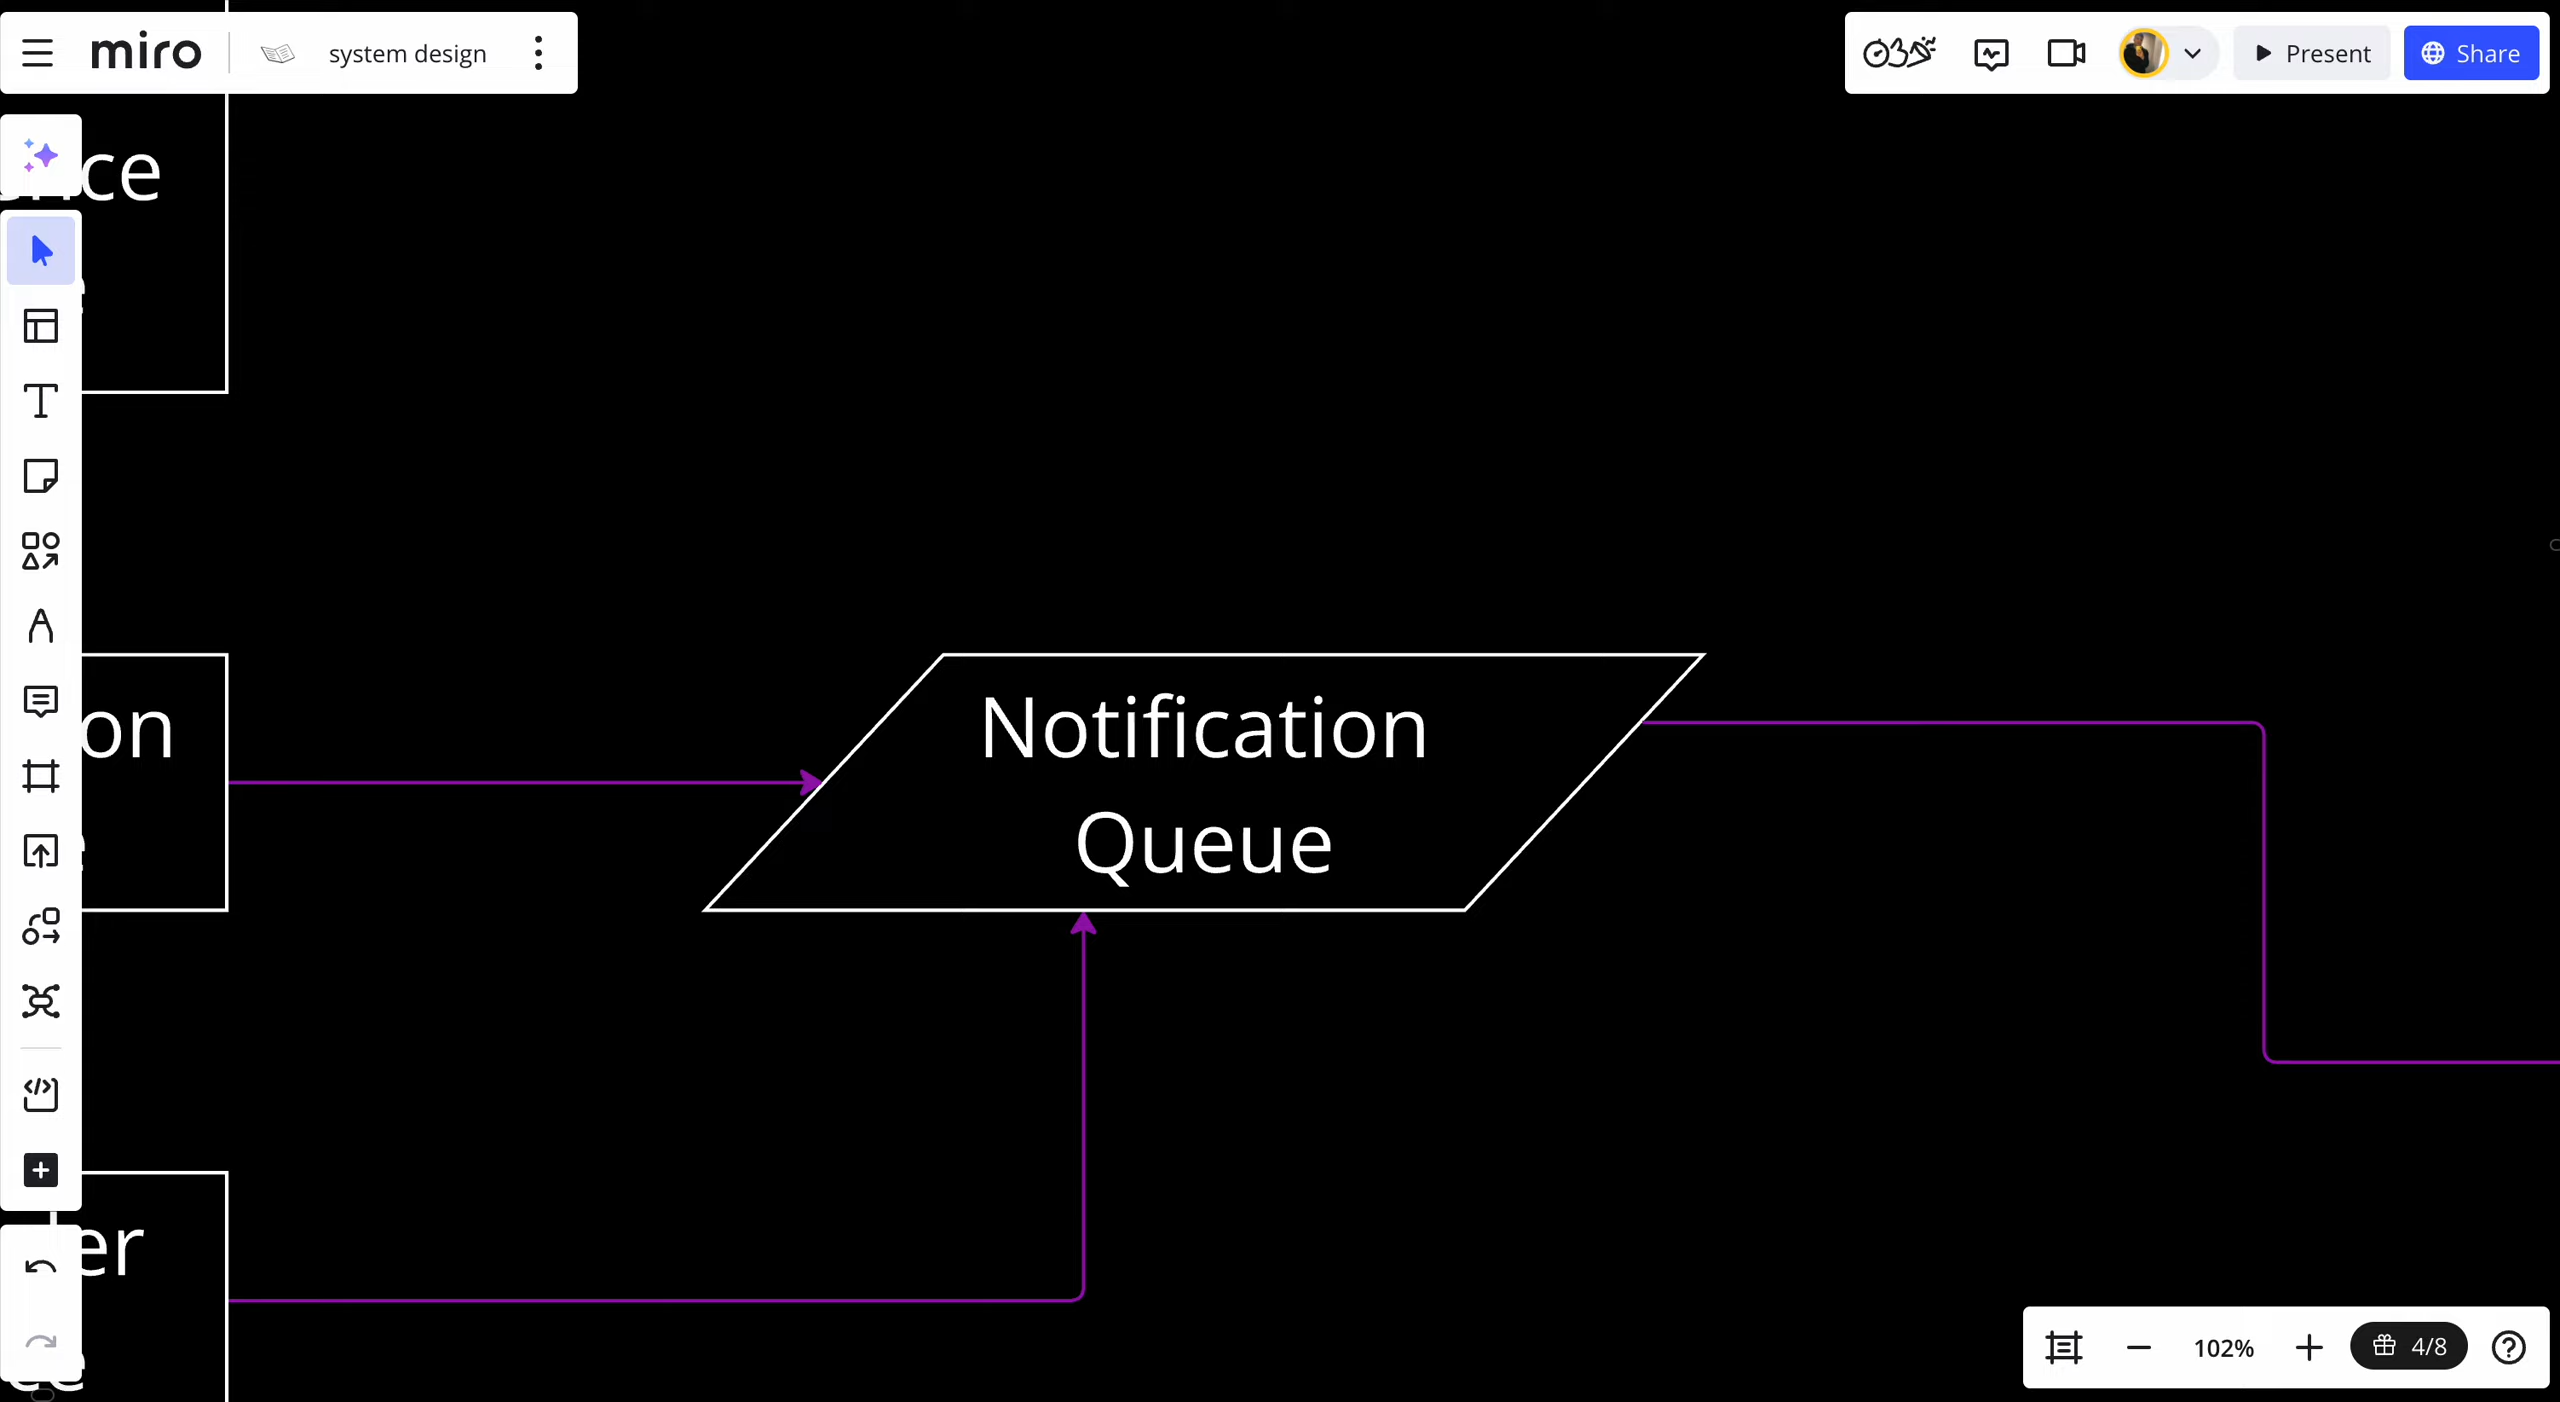 miro
system design
Present
Share
ce
on
Notification
Queue
er
102%
4/8